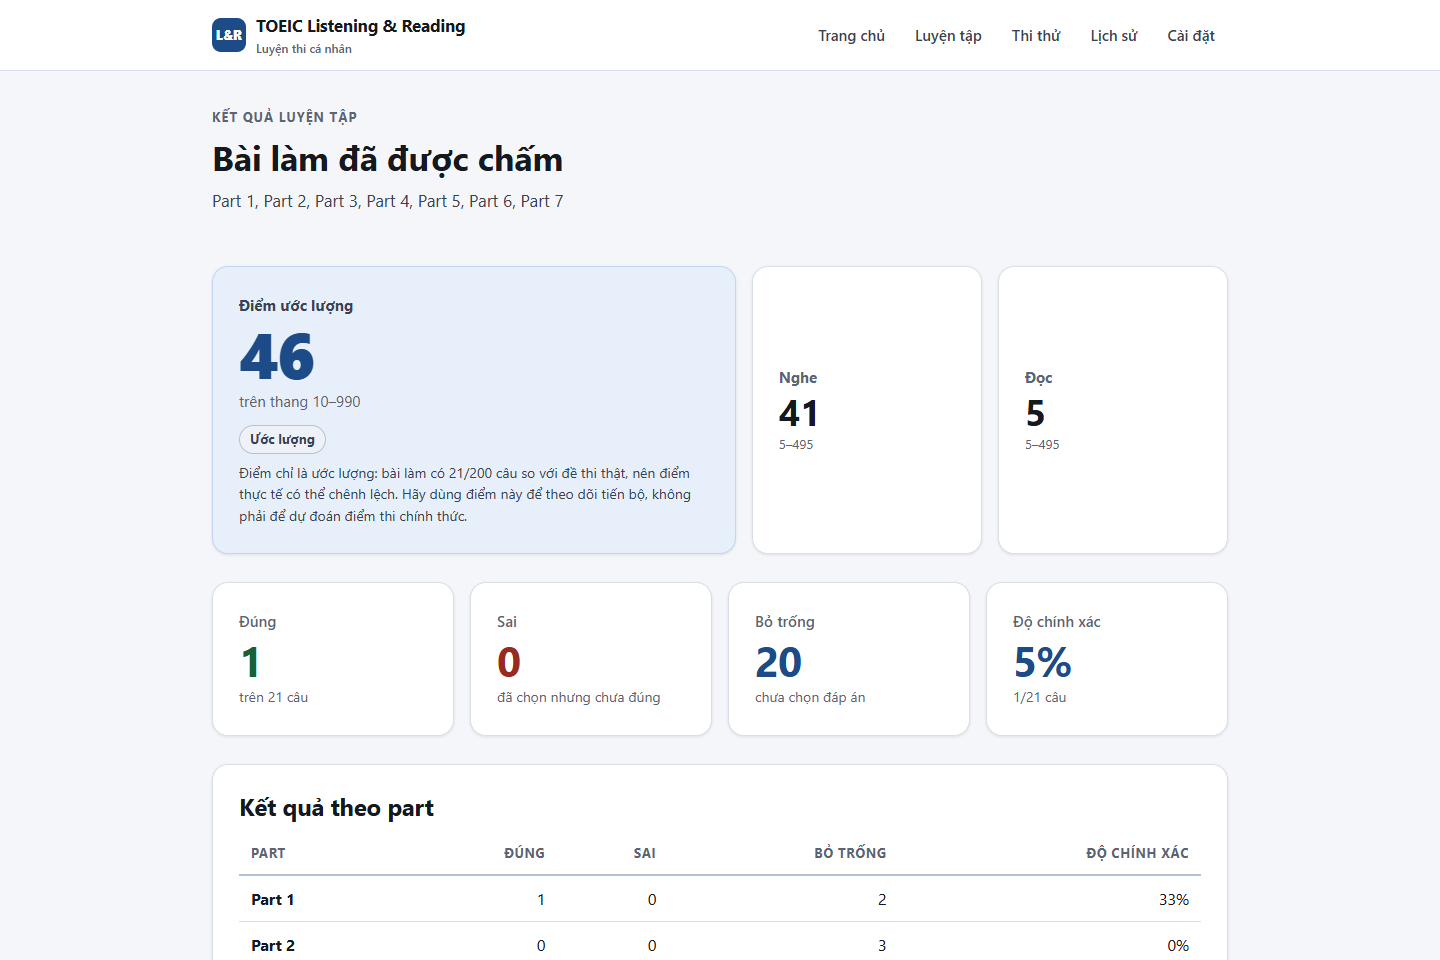 L&R
TOEIC Listening & Reading
Luyện thi cá nhân
Trang chủ
Luyện tập
Thi thử
Lịch sử
Cài đặt
KẾT QUẢ LUYỆN TẬP
Bài làm đã được chấm
Part 1, Part 2, Part 3, Part 4, Part 5, Part 6, Part 7
Điểm ước lượng
46
trên thang 10–990
Ước lượng
Điểm chỉ là ước lượng: bài làm có 21/200 câu so với đề thi thật, nên điểm
thực tế có thể chênh lệch. Hãy dùng điểm này để theo dõi tiến bộ, không
phải để dự đoán điểm thi chính thức.
Nghe
41
5–495
Đọc
5
5–495
Đúng
1
trên 21 câu
Sai
0
đã chọn nhưng chưa đúng
Bỏ trống
20
chưa chọn đáp án
Độ chính xác
5%
1/21 câu
Kết quả theo part
PART ĐÚNG SAI BỎ TRỐNG ĐỘ CHÍNH XÁC
Part 1 1 0 2 33%
Part 2 0 0 3 0%